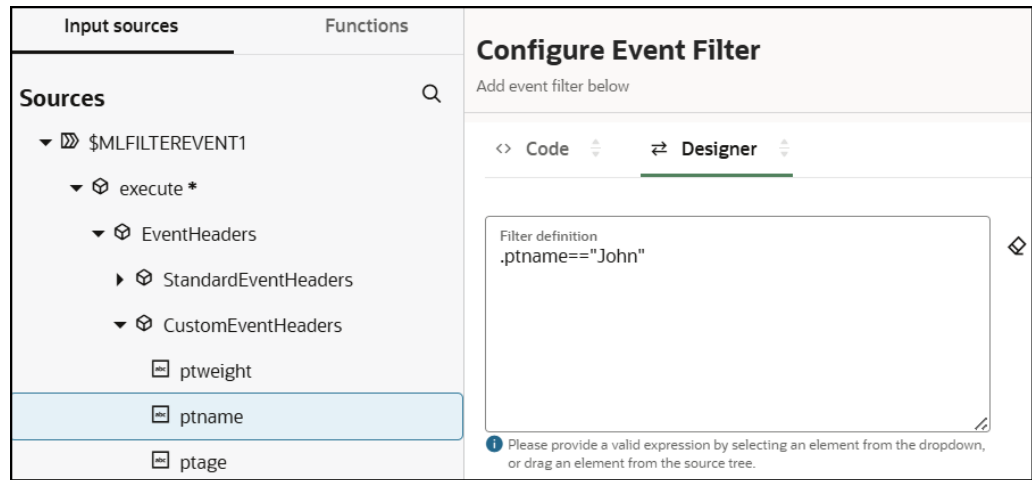 Input sources
Functions
Sources
$MLFILTEREVENT1
execute *
EventHeaders
StandardEventHeaders
CustomEventHeaders
ptweight
ptname
ptage
Configure Event Filter
Add event filter below
<> Code
Designer
Filter definition
.ptname=="John"
Please provide a valid expression by selecting an element from the dropdown,
or drag an element from the source tree.